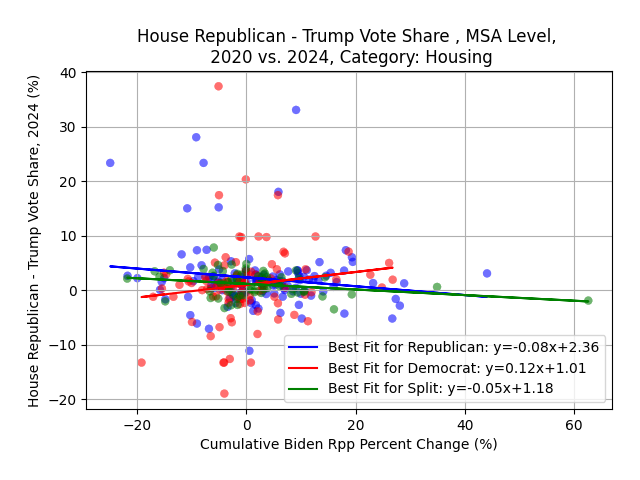 House Republican - Trump Vote Share , MSA Level,
2020 vs. 2024, Category: Housing
House Republican - Trump Vote Share, 2024 (%)
40
30
20
10
0
−10
−20
Best Fit for Republican: y=-0.08x+2.36
Best Fit for Democrat: y=0.12x+1.01
Best Fit for Split: y=-0.05x+1.18
−20 0 20 40 60
Cumulative Biden Rpp Percent Change (%)